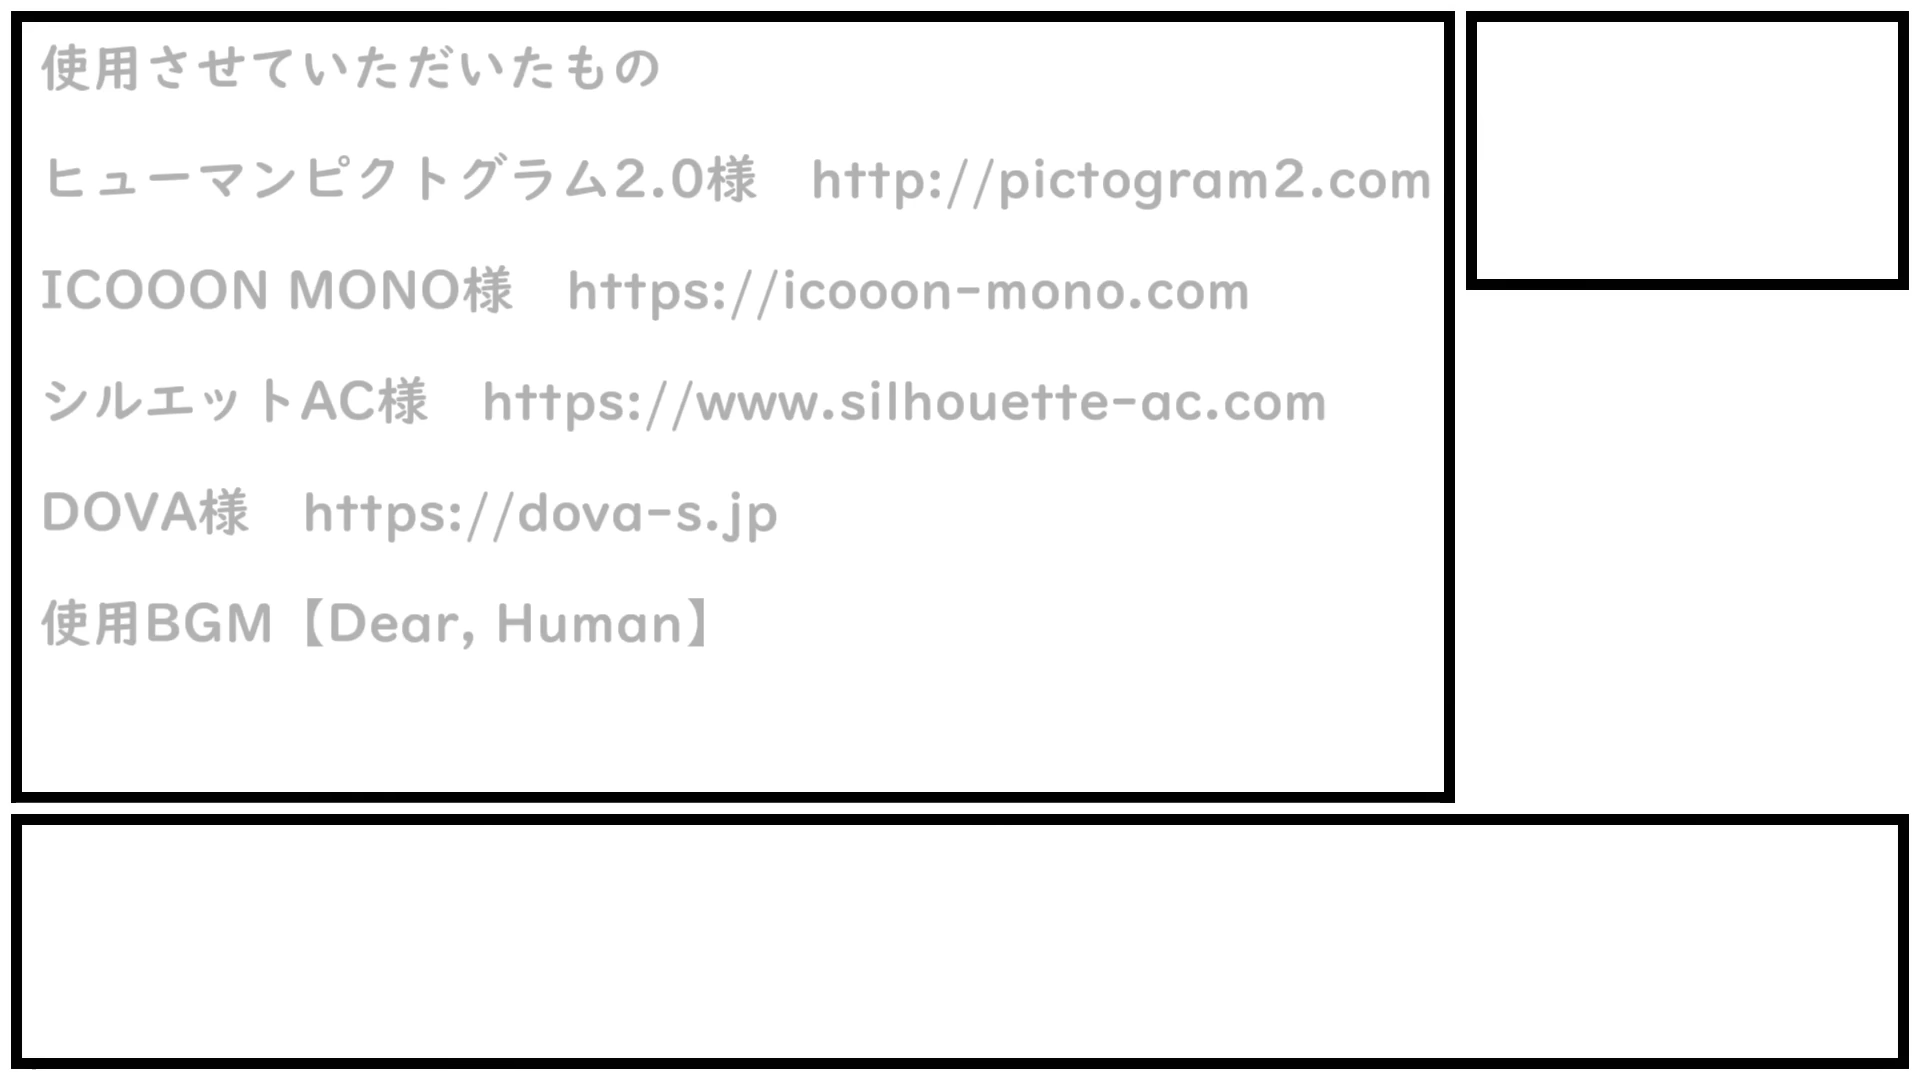 使用させていただいたもの
ヒューマンピクトグラム2.0様　http://pictogram2.com
ICOOON MONO様　https://icooon-mono.com
シルエットAC様　https://www.silhouette-ac.com
DOVA様　https://dova-s.jp
使用BGM【Dear, Human】